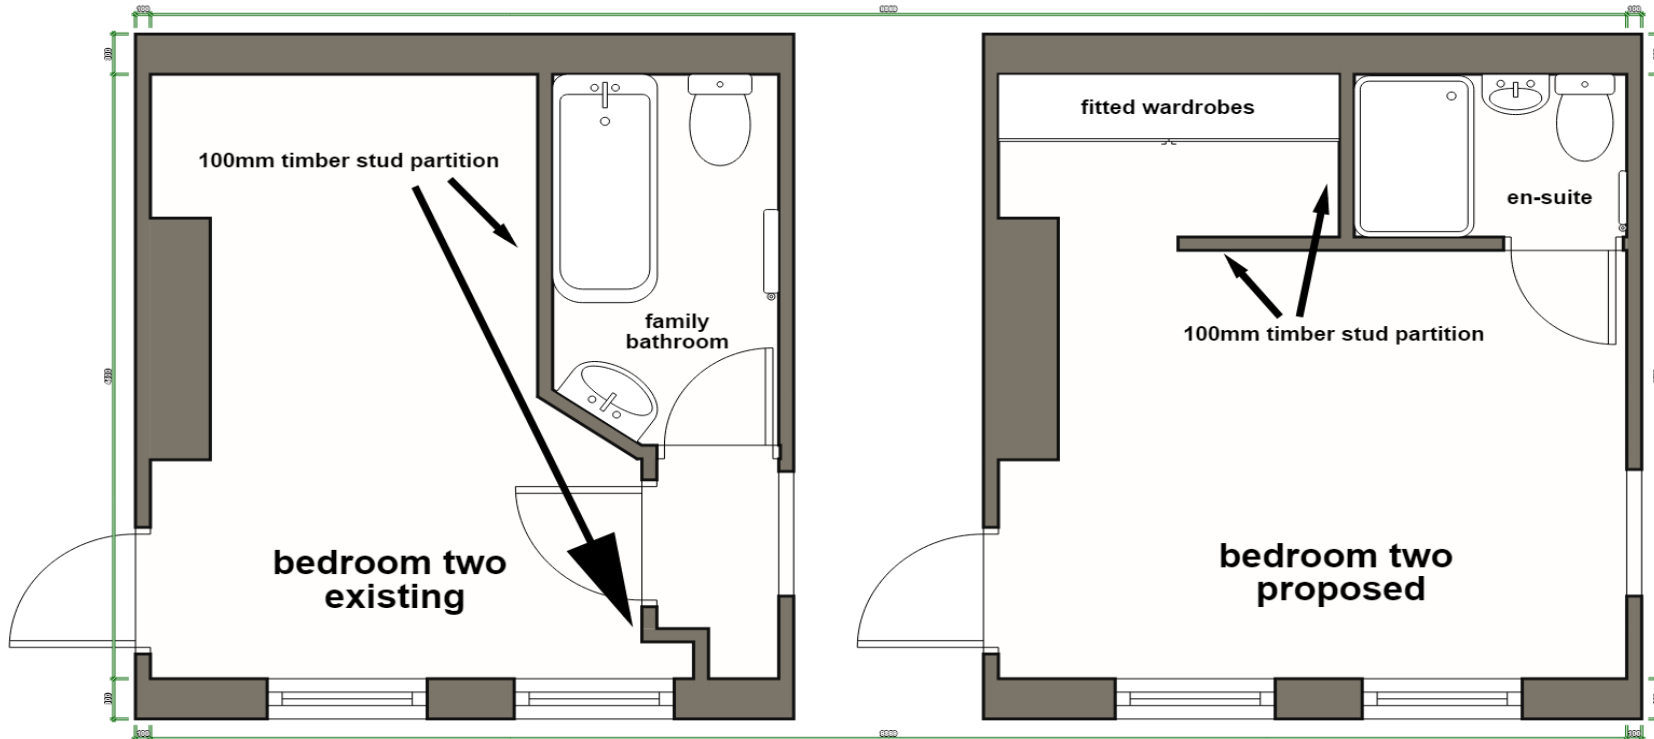 100mm timber stud partition
family
bathroom
bedroom two
existing
fitted wardrobes
en-suite
100mm timber stud partition
bedroom two
proposed